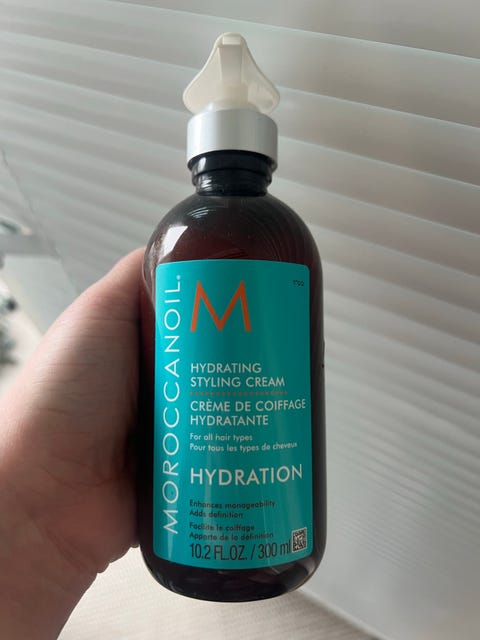 MOROCCANOIL®
M
HYDRATING
STYLING CREAM
CRÈME DE COIFFAGE
HYDRATANTE
For all hair types
Pour tous les types de cheveux
HYDRATION
Enhances manageability
Adds definition
Facilite le coiffage
Apporte de la définition
10.2 FL.OZ. / 300 ml